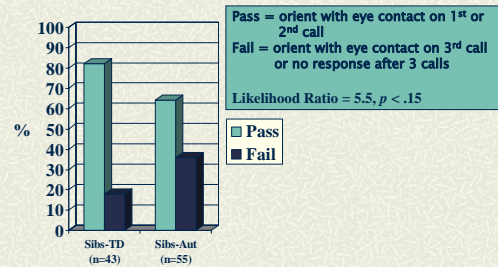 Pass = orient with eye contact on 1st or
2nd call
Fail = orient with eye contact on 3rd call
or no response after 3 calls
Likelihood Ratio = 5.5, p < .15
100
90
80
70
60
50
40
30
20
10
0
%
Pass
Fail
Sibs-TD
(n=43)
Sibs-Aut
(n=55)